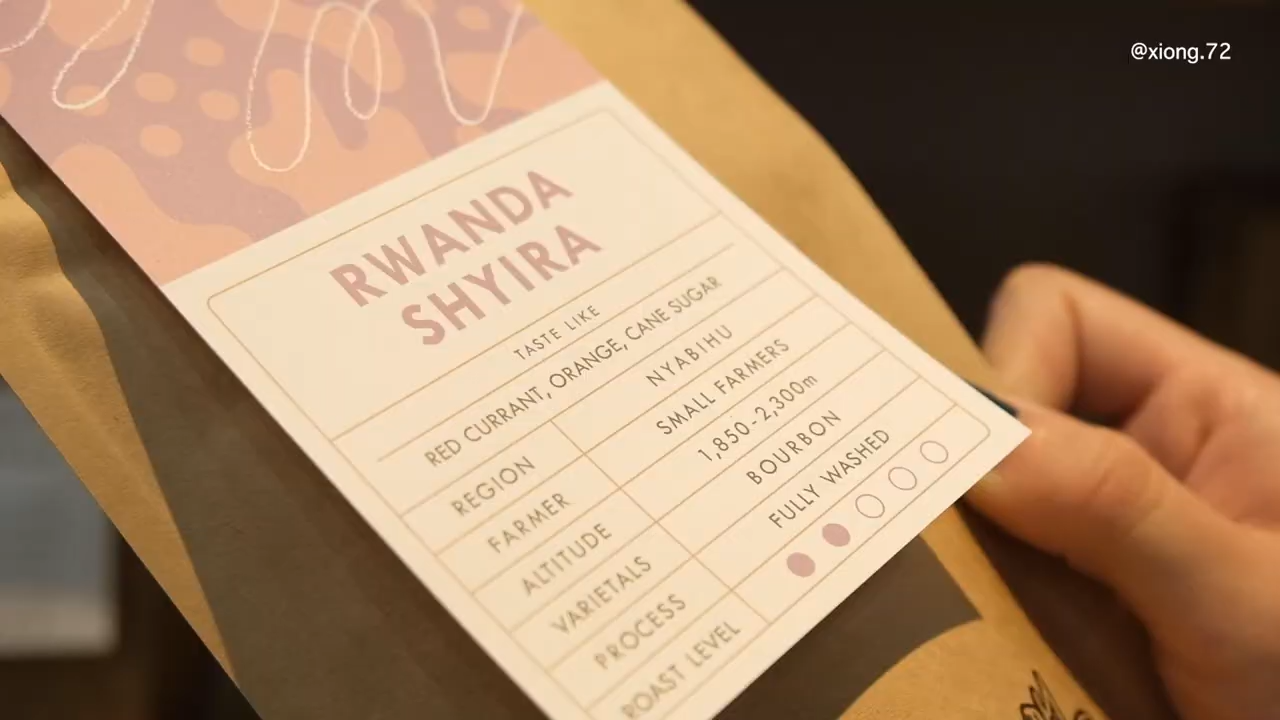 @xiong.72
RWANDA
SHYIRA
TASTE LIKE
RED CURRANT, ORANGE, CANE SUGAR
REGION NYABIHU
FARMER SMALL FARMERS
ALTITUDE 1,850-2,300m
VARIETALS BOURBON
PROCESS FULLY WASHED
ROAST LEVEL